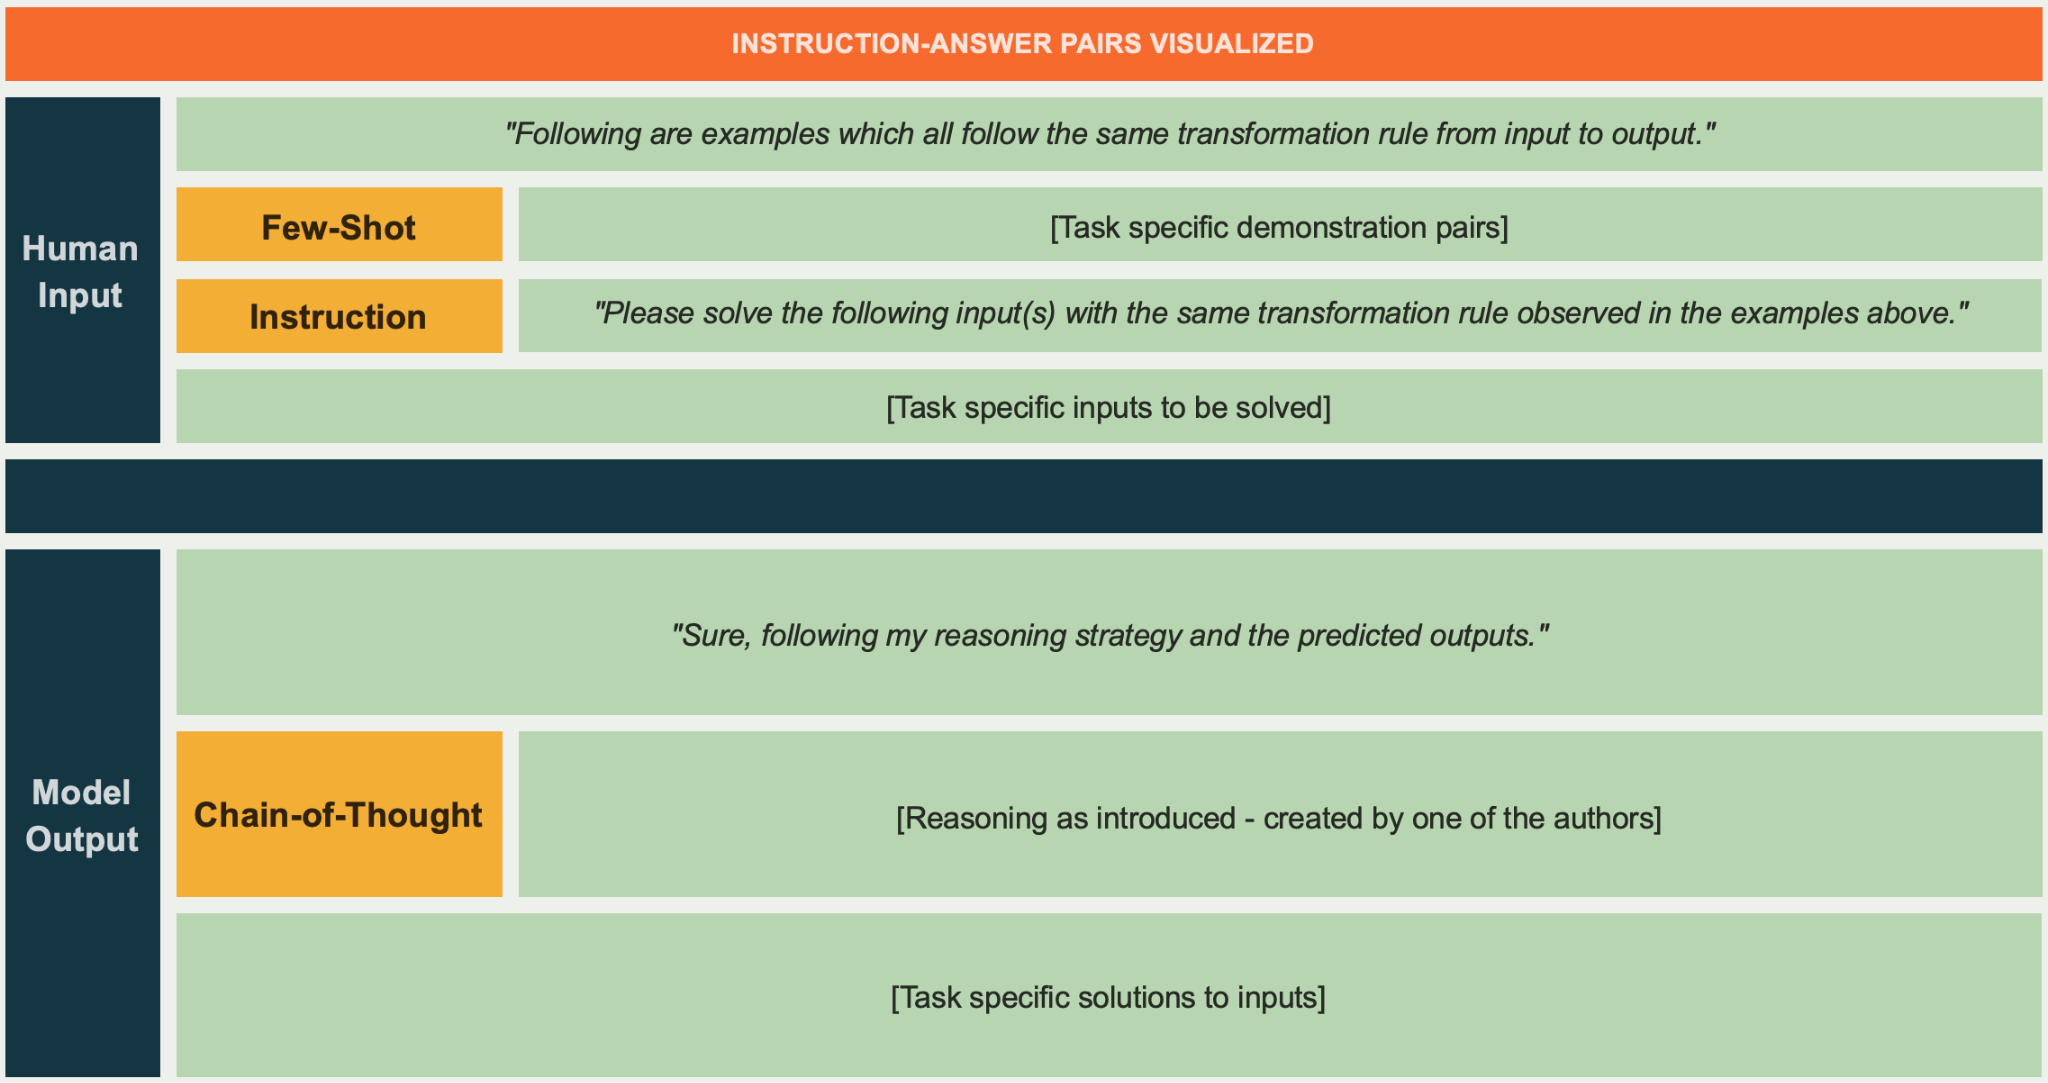 INSTRUCTION-ANSWER PAIRS VISUALIZED
Human
Input
"Following are examples which all follow the same transformation rule from input to output."
Few-Shot
[Task specific demonstration pairs]
Instruction
"Please solve the following input(s) with the same transformation rule observed in the examples above."
[Task specific inputs to be solved]
Model
Output
"Sure, following my reasoning strategy and the predicted outputs."
Chain-of-Thought
[Reasoning as introduced - created by one of the authors]
[Task specific solutions to inputs]